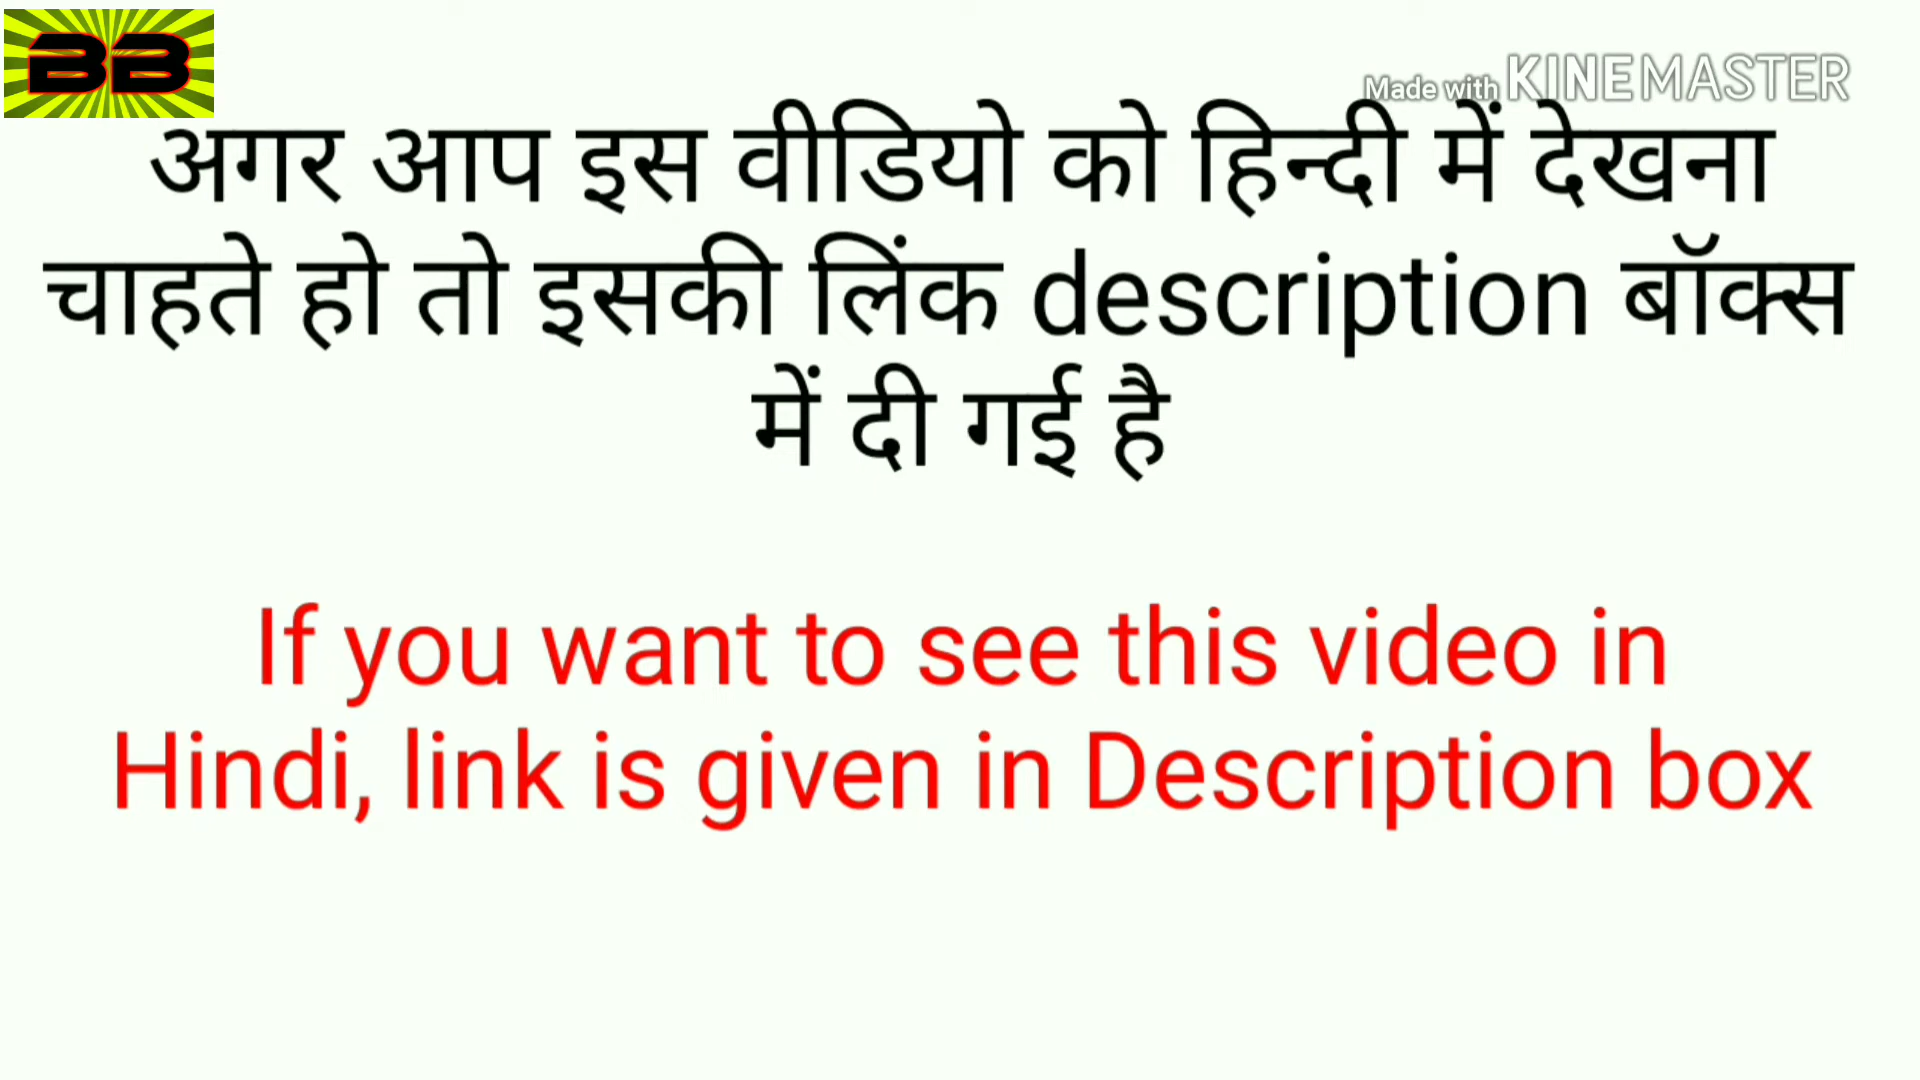 BB
Made with KINEMASTER
अगर आप इस वीडियो को हिन्दी में देखना
चाहते हो तो इसकी लिंक description बॉक्स
में दी गई है
If you want to see this video in
Hindi, link is given in Description box